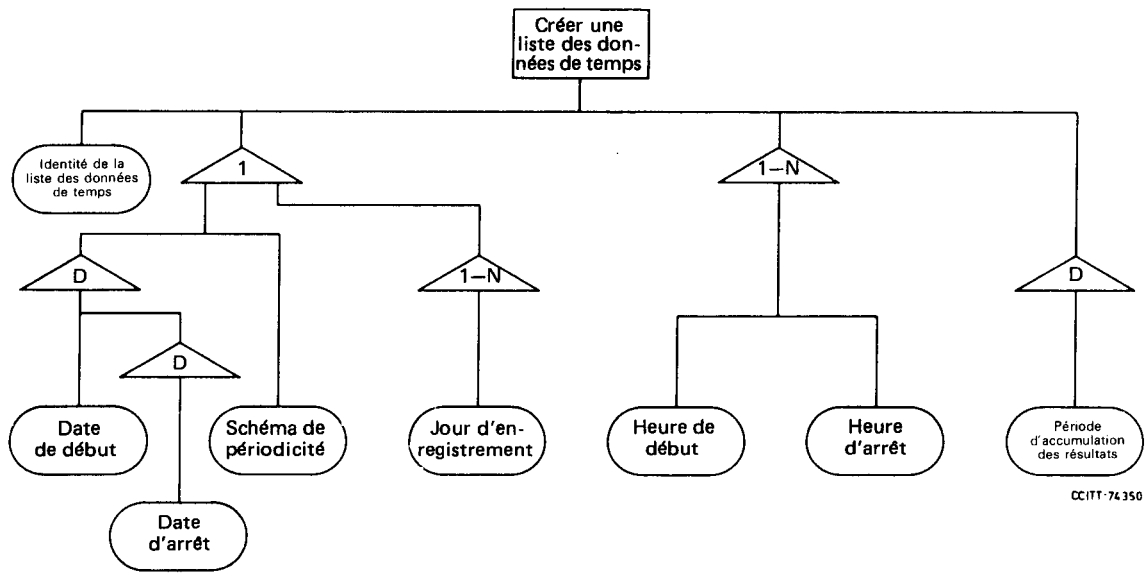 Créer une
liste des don-
nées de temps
Identité de la
liste des données
de temps
1
1–N
D
1–N
D
D
Date
de début
Schéma de
périodicité
Jour d'en-
registrement
Heure de
début
Heure
d'arrêt
Période
d'accumulation
des résultats
CCITT-74350
Date
d'arrêt